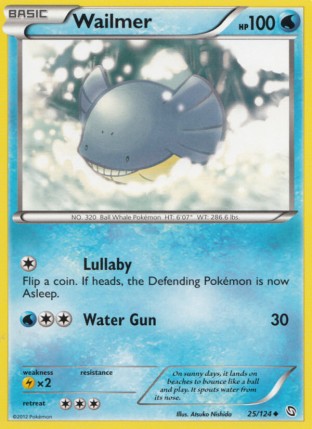 BASIC
Wailmer
HP100
NO. 320 Ball Whale Pokémon HT. 6'07" WT. 286.6 lbs.
Lullaby
Flip a coin. If heads, the Defending Pokémon is now
Asleep.
Water Gun 30
weakness resistance
×2
On sunny days, it lands on
beaches to bounce like a ball
and play. It spouts water from
its nose.
retreat
©2012 Pokémon
Illus. Atsuko Nishida
25/124